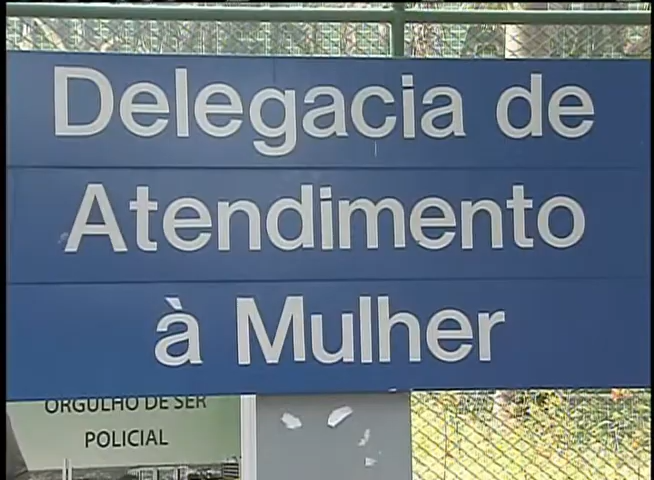 Delegacia de
Atendimento
à Mulher
ORGULHO DE SER
POLICIAL